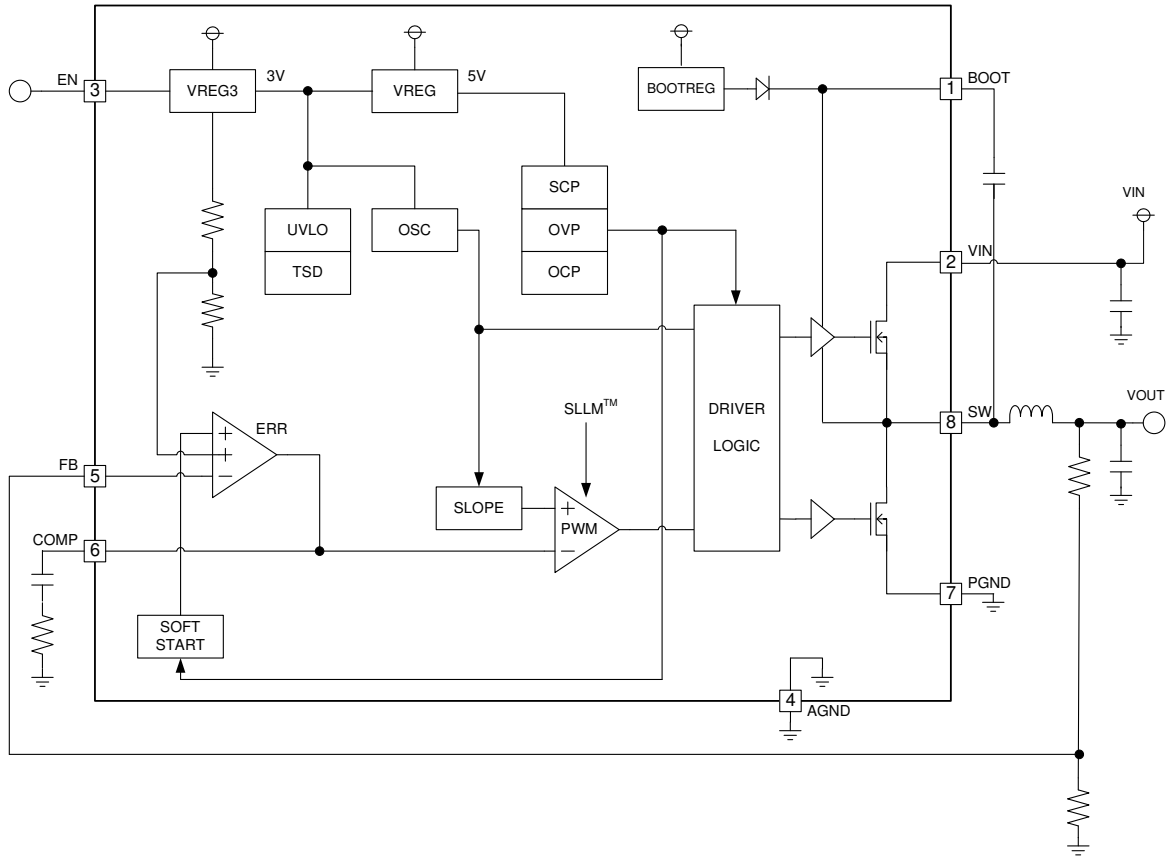 EN
3
VREG3
3V
VREG
5V
BOOTREG
1
BOOT
SCP
OVP
OCP
UVLO
TSD
OSC
VIN
VIN
2
DRIVER
LOGIC
SLLM™
ERR
+
+
−
FB
5
VOUT
8
SW
SLOPE
+
PWM
−
COMP
6
SOFT
START
PGND
7
4
AGND